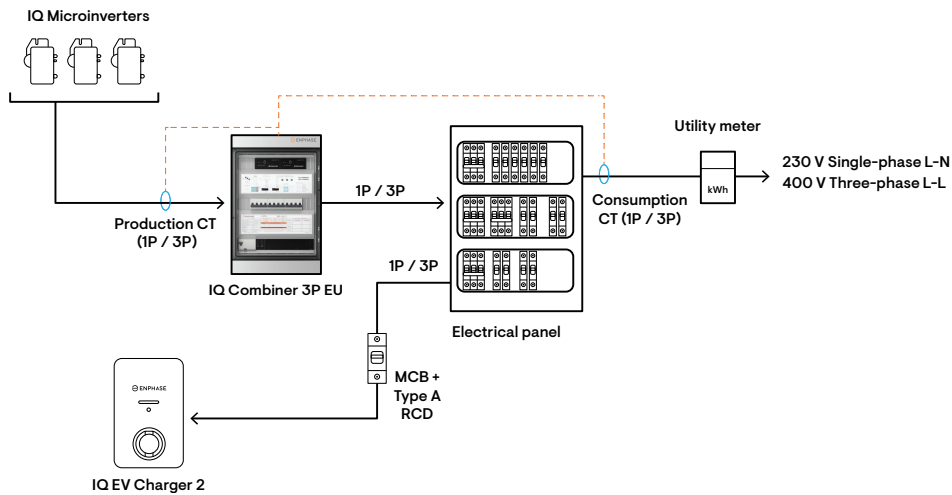 IQ Microinverters
ENPHASE
Utility meter
230 V Single-phase L-N
400 V Three-phase L-L
kWh
1P / 3P
Production CT
(1P / 3P)
Consumption
CT (1P / 3P)
1P / 3P
IQ Combiner 3P EU
Electrical panel
MCB +
Type A
RCD
ENPHASE
IQ EV Charger 2